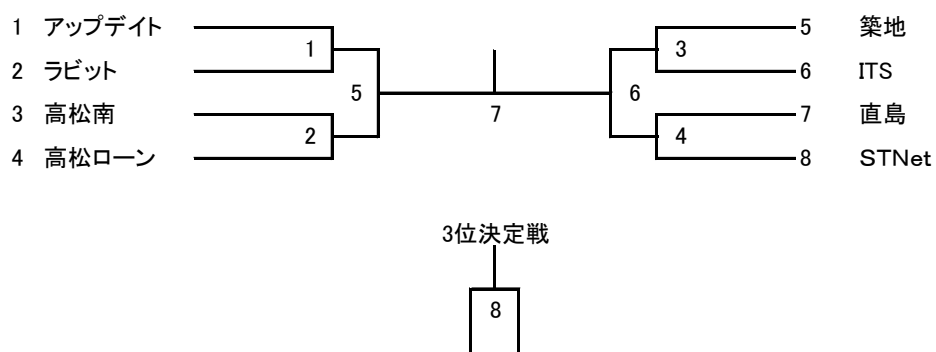 1 アップデイト 5 築地
1 3
2 ラビット 6 ITS
5 6
7
3 高松南 7 直島
2 4
4 高松ローン 8 STNet
3位決定戦
8